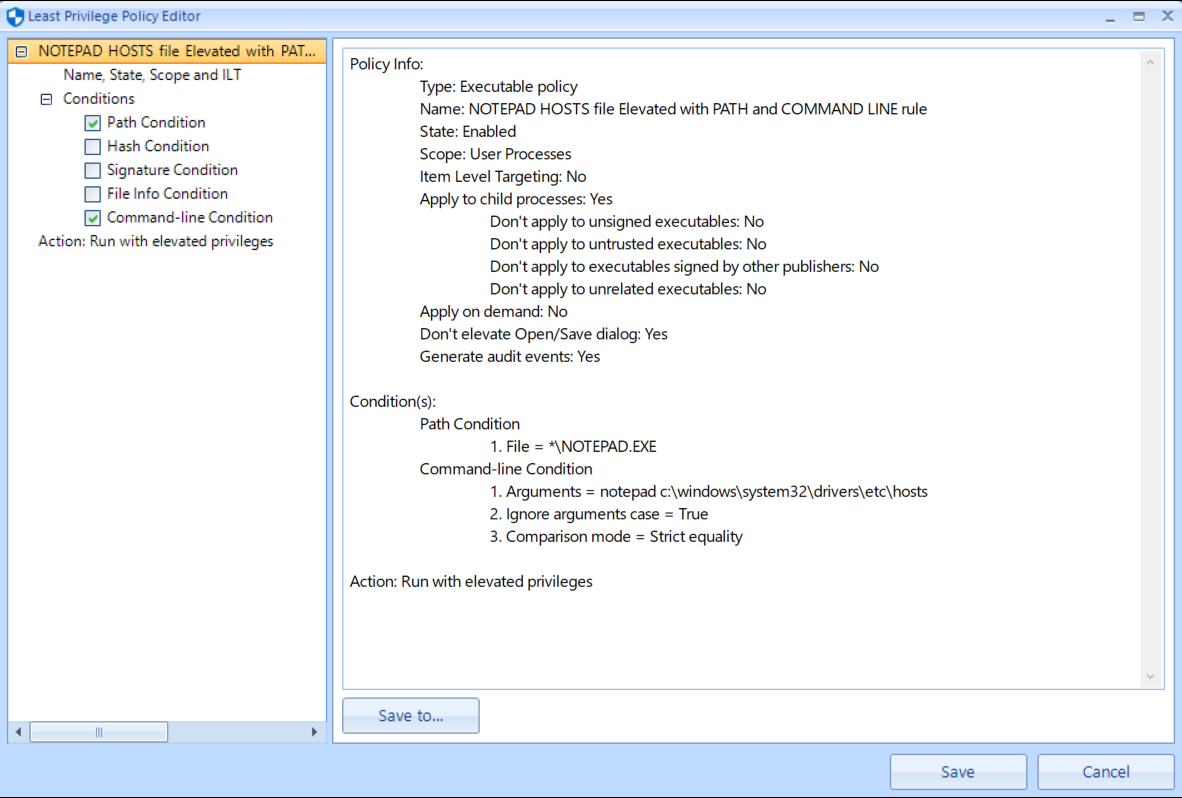 Least Privilege Policy Editor
NOTEPAD HOSTS file Elevated with PAT...
Name, State, Scope and ILT
Conditions
Path Condition
Hash Condition
Signature Condition
File Info Condition
Command-line Condition
Action: Run with elevated privileges
Policy Info:
Type: Executable policy
Name: NOTEPAD HOSTS file Elevated with PATH and COMMAND LINE rule
State: Enabled
Scope: User Processes
Item Level Targeting: No
Apply to child processes: Yes
Don't apply to unsigned executables: No
Don't apply to untrusted executables: No
Don't apply to executables signed by other publishers: No
Don't apply to unrelated executables: No
Apply on demand: No
Don't elevate Open/Save dialog: Yes
Generate audit events: Yes
Condition(s):
Path Condition
1. File = *\NOTEPAD.EXE
Command-line Condition
1. Arguments = notepad c:\windows\system32\drivers\etc\hosts
2. Ignore arguments case = True
3. Comparison mode = Strict equality
Action: Run with elevated privileges
Save to...
Save
Cancel